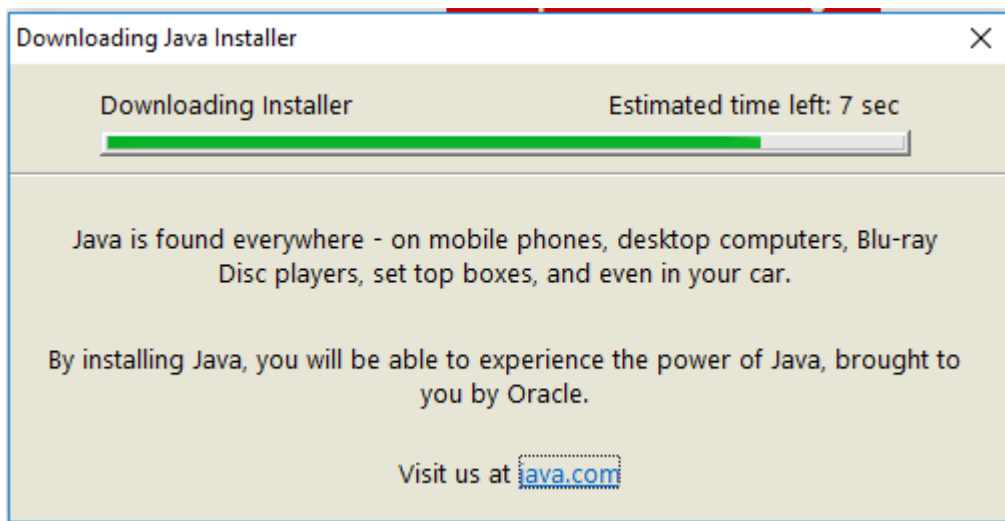 Downloading Java Installer
Downloading Installer
Estimated time left: 7 sec
Java is found everywhere - on mobile phones, desktop computers, Blu-ray
Disc players, set top boxes, and even in your car.
By installing Java, you will be able to experience the power of Java, brought to
you by Oracle.
Visit us at java.com